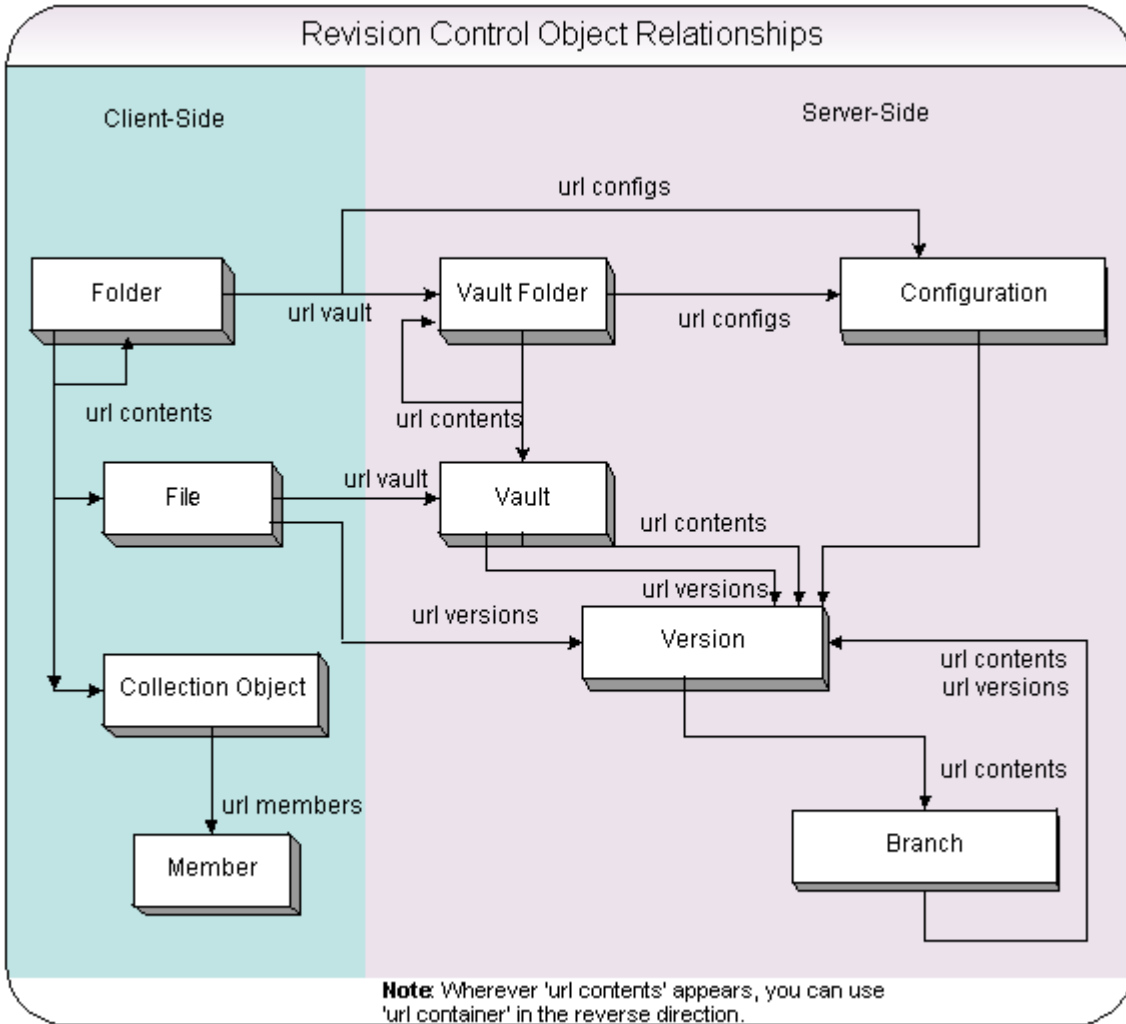 Revision Control Object Relationships
Client-Side
Server-Side
url configs
Folder
Vault Folder
Configuration
url vault
url configs
url contents
url contents
File
url vault
Vault
url contents
url versions
url versions
Version
url contents
url versions
Collection Object
url contents
url members
Branch
Member
Note: Wherever 'url contents' appears, you can use
'url container' in the reverse direction.